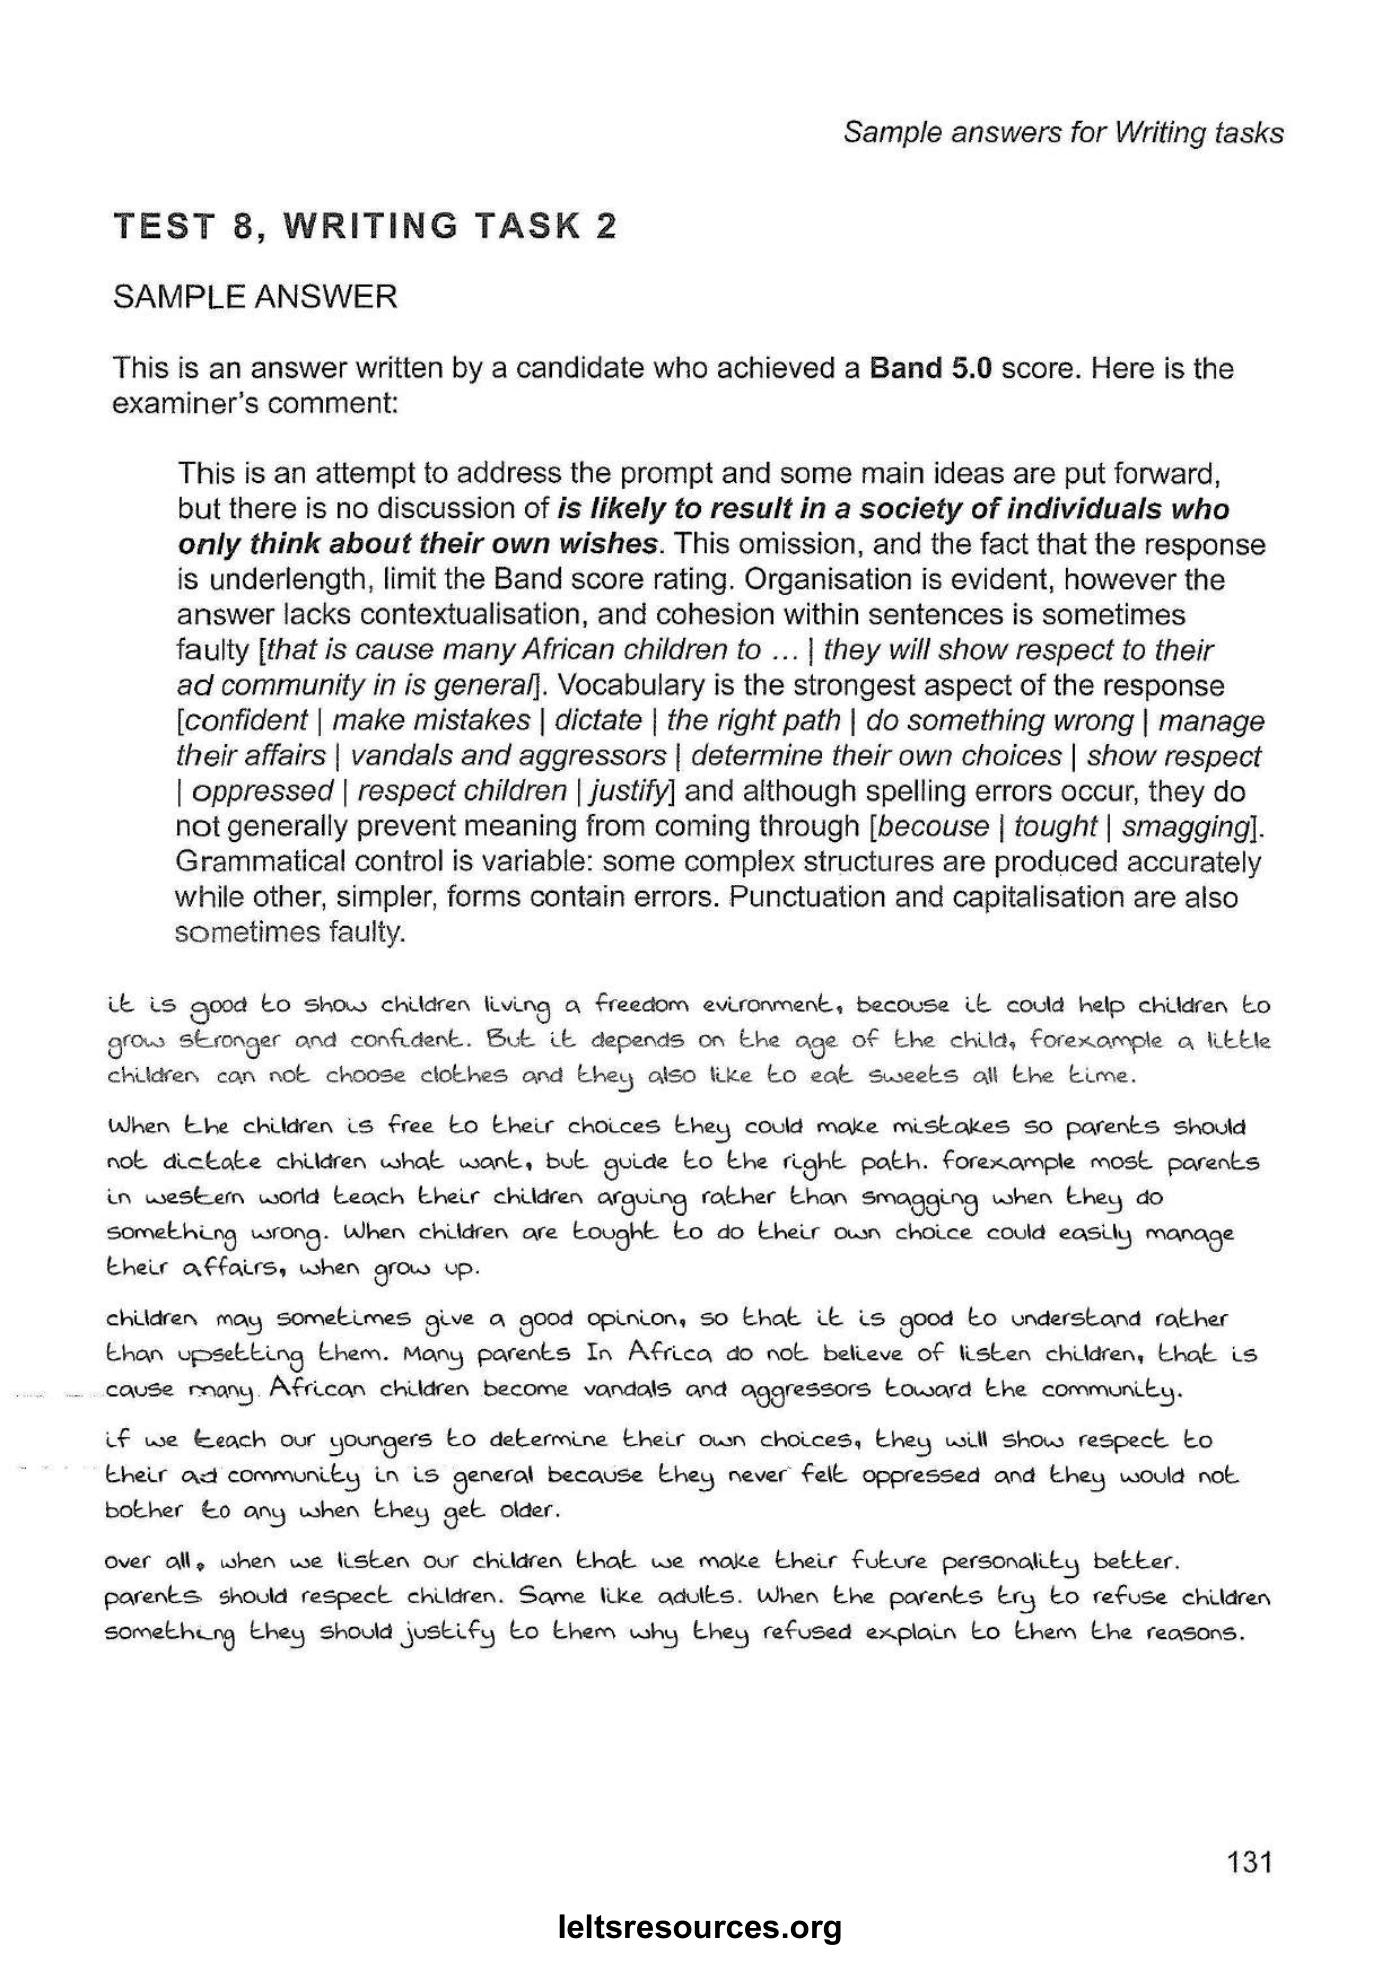 Sample answers for Writing tasks
TEST 8, WRITING TASK 2
SAMPLE ANSWER
This is an answer written by a candidate who achieved a Band 5.0 score. Here is the
examiner's comment:
This is an attempt to address the prompt and some main ideas are put forward,
but there is no discussion of is likely to result in a society of individuals who
only think about their own wishes. This omission, and the fact that the response
is underlength, limit the Band score rating. Organisation is evident, however the
answer lacks contextualisation, and cohesion within sentences is sometimes
faulty [that is cause many African children to ... | they will show respect to their
ad community in is general]. Vocabulary is the strongest aspect of the response
[confident | make mistakes | dictate | the right path | do something wrong | manage
their affairs | vandals and aggressors | determine their own choices | show respect
| oppressed | respect children | justify] and although spelling errors occur, they do
not generally prevent meaning from coming through [becouse | tought | smagging].
Grammatical control is variable: some complex structures are produced accurately
while other, simpler, forms contain errors. Punctuation and capitalisation are also
sometimes faulty.
it is good to show children living a freedom evironment, becouse it could help children to
grow stronger and confident. But it depends on the age of the child, forexample a little
children can not choose clothes and they also like to eat sweets all the time.
When the children is free to their choices they could make mistakes so parents should
not dictate children what want, but guide to the right path. forexample most parents
in western world teach their children arguing rather than smagging when they do
something wrong. When children are tought to do their own choice could easily manage
their affairs, when grow up.
children may sometimes give a good opinion, so that it is good to understand rather
than upsetting them. Many parents In Africa do not believe of listen children, that is
cause many African children become vandals and aggressors toward the community.
if we teach our youngers to determine their own choices, they will show respect to
their ad community in is general because they never felt oppressed and they would not
bother to any when they get older.
over all, when we listen our children that we make their future personality better.
parents should respect children. Same like adults. When the parents try to refuse children
something they should justify to them why they refused explain to them the reasons.
131
Ieltsresources.org